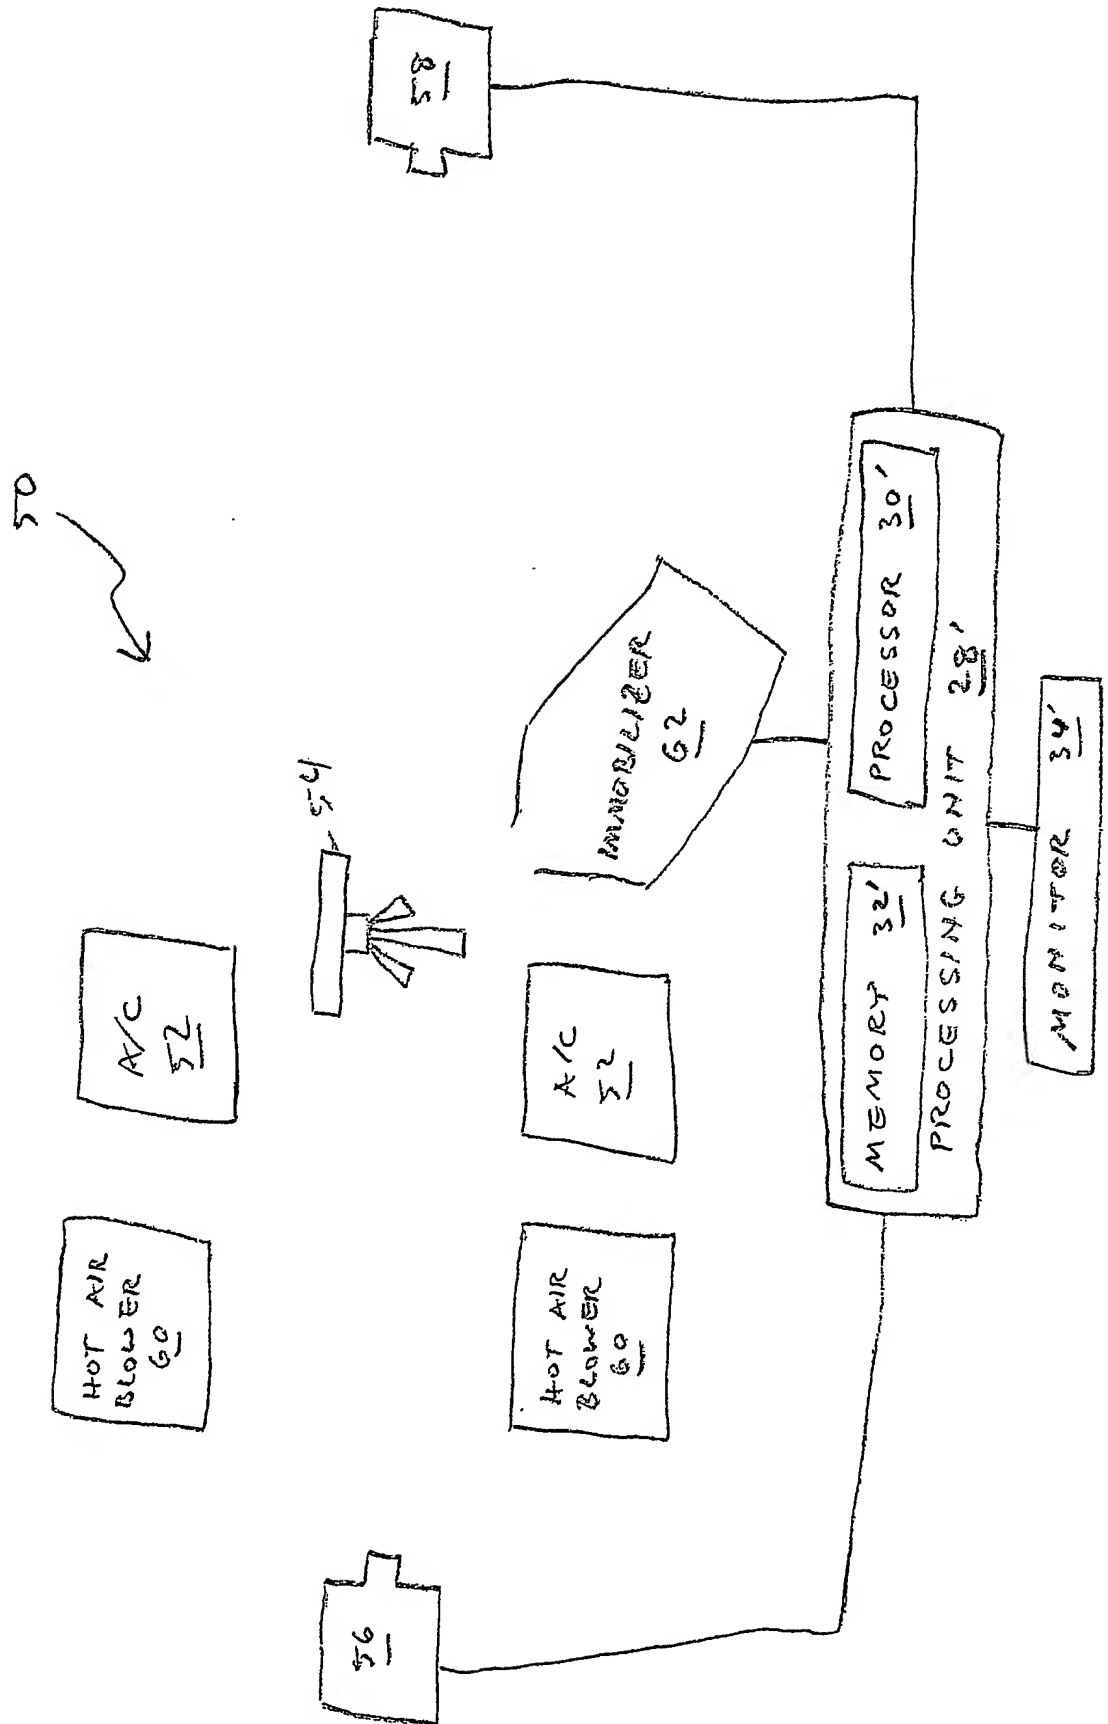 50
HOT AIR
BLOWER
60
A/C
52
54
56
58
HOT AIR
BLOWER
60
A/C
52
IMMOBILIZER
62
MEMORY 32'
PROCESSOR 30'
PROCESSING UNIT 28'
MONITOR 34'